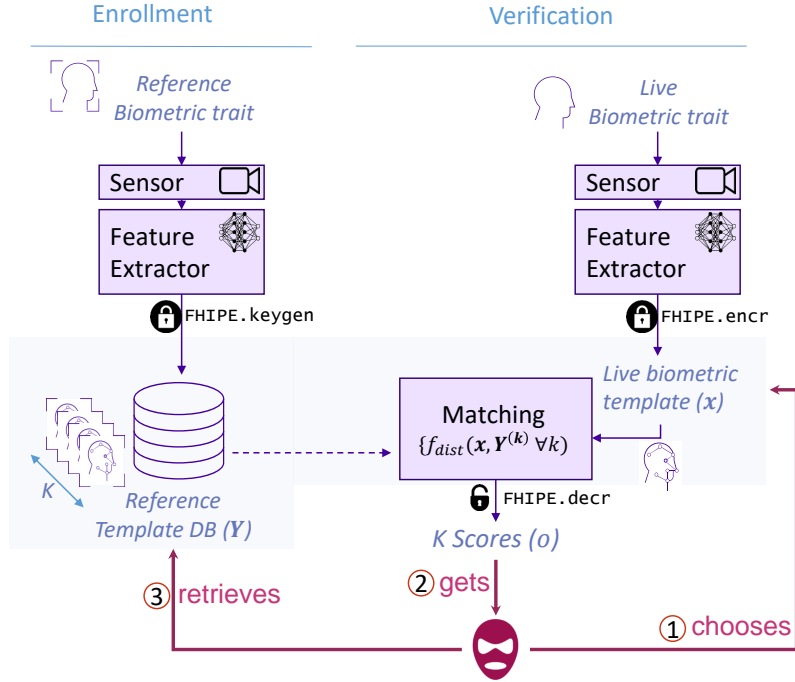 Enrollment
Verification
Reference
Biometric trait
Live
Biometric trait
Sensor
Sensor
Feature
Extractor
Feature
Extractor
FHIPE.keygen
FHIPE.encr
Live biometric
template (x)
Matching
{f_dist(x, Y^(k) ∀k)
K
Reference
Template DB (Y)
FHIPE.decr
K Scores (o)
③ retrieves
② gets
① chooses